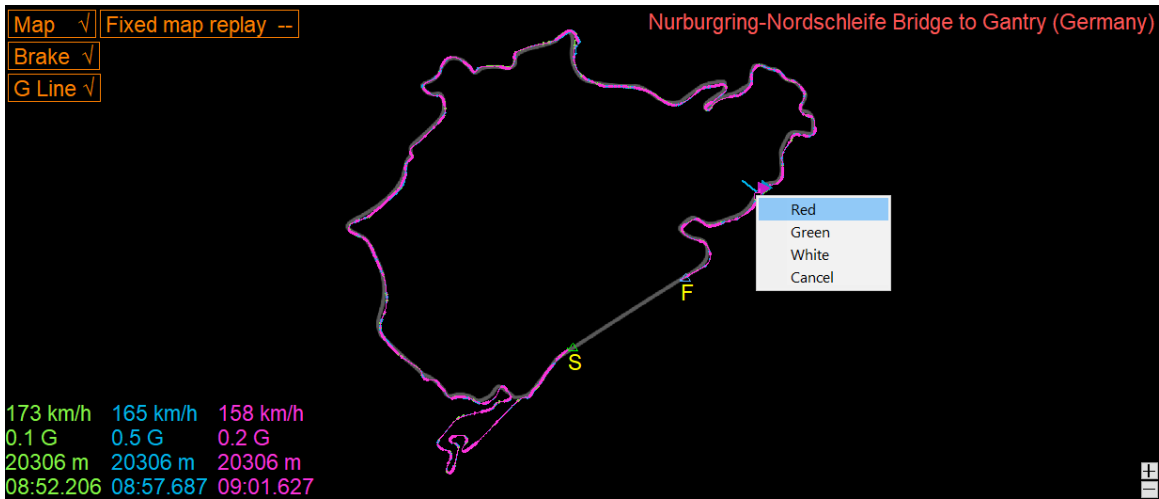 Map √ Fixed map replay --
Nurburgring-Nordschleife Bridge to Gantry (Germany)
Brake √
G Line √
Red
Green
White
Cancel
F
S
173 km/h 165 km/h 158 km/h
0.1 G 0.5 G 0.2 G
20306 m 20306 m 20306 m
08:52.206 08:57.687 09:01.627
+
−